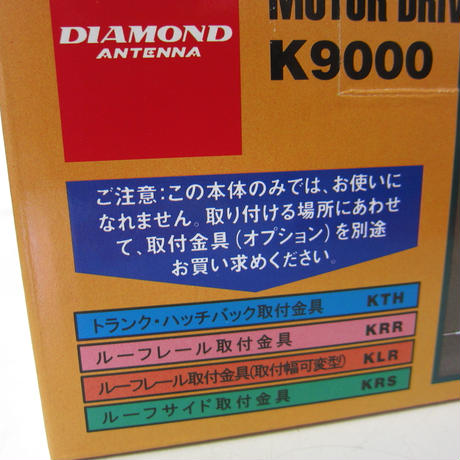 DIAMOND
ANTENNA
MOTOR DRIV
K9000
ご注意:この本体のみでは、お使いに
なれません。取り付ける場所にあわせ
て、取付金具(オプション)を別途
お買い求めください。
トランク・ハッチバック取付金具 KTH
ルーフレール取付金具 KRR
ルーフレール取付金具(取付幅可変型) KLR
ルーフサイド取付金具 KRS